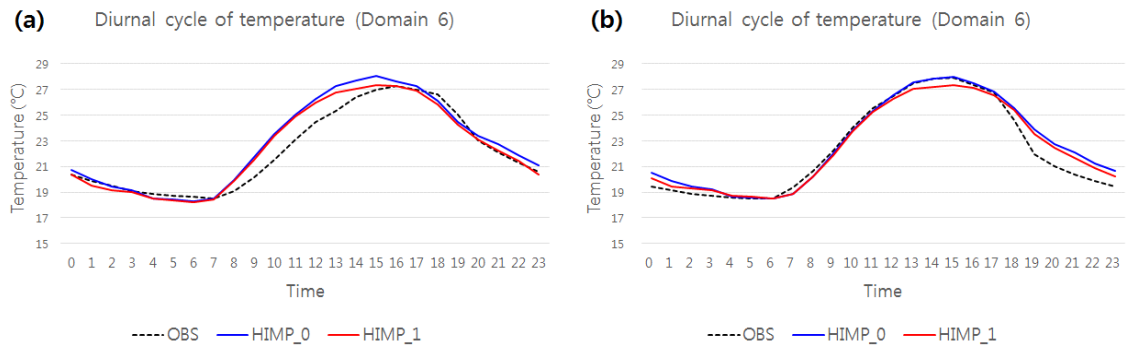 (a) Diurnal cycle of temperature (Domain 6)
Temperature (℃)
29
27
25
23
21
19
17
15
0 1 2 3 4 5 6 7 8 9 10 11 12 13 14 15 16 17 18 19 20 21 22 23
Time
OBS HIMP_0 HIMP_1
(b) Diurnal cycle of temperature (Domain 6)
Temperature (℃)
29
27
25
23
21
19
17
15
0 1 2 3 4 5 6 7 8 9 10 11 12 13 14 15 16 17 18 19 20 21 22 23
Time
OBS HIMP_0 HIMP_1